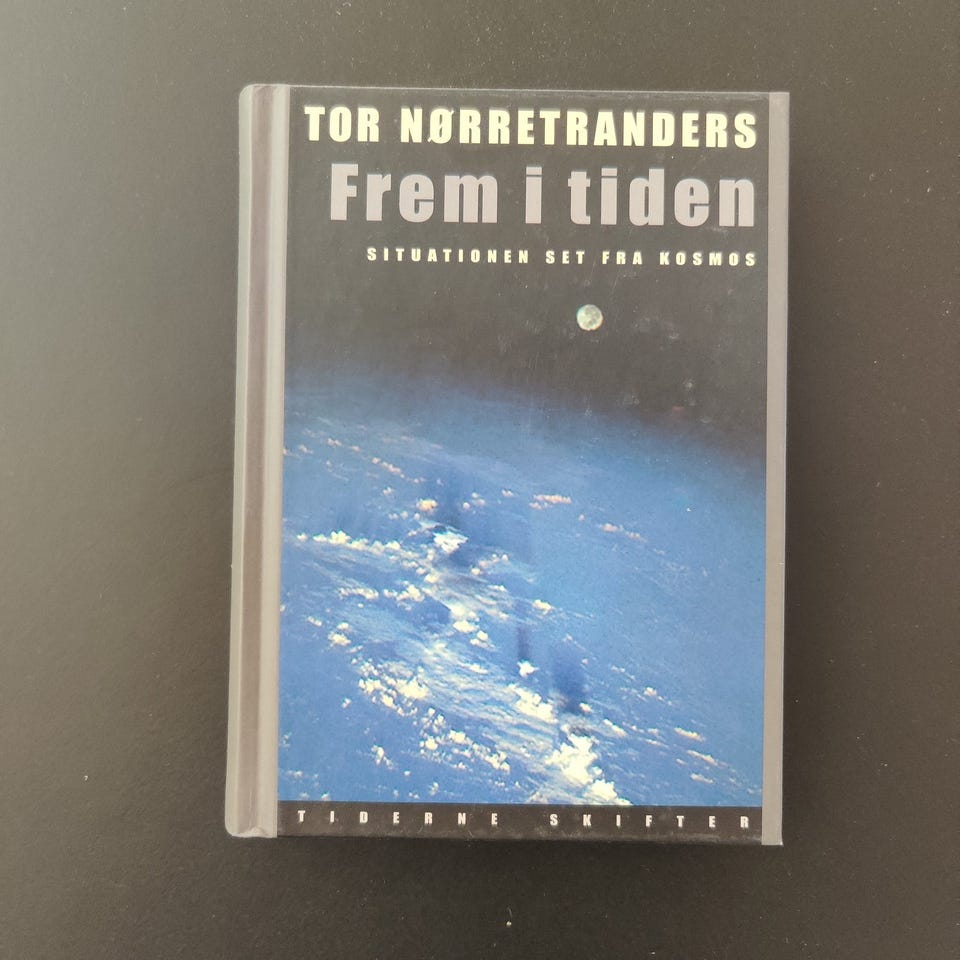 TOR NØRRETRANDERS
Frem i tiden
SITUATIONEN SET FRA KOSMOS
TIDERNE SKIFTER